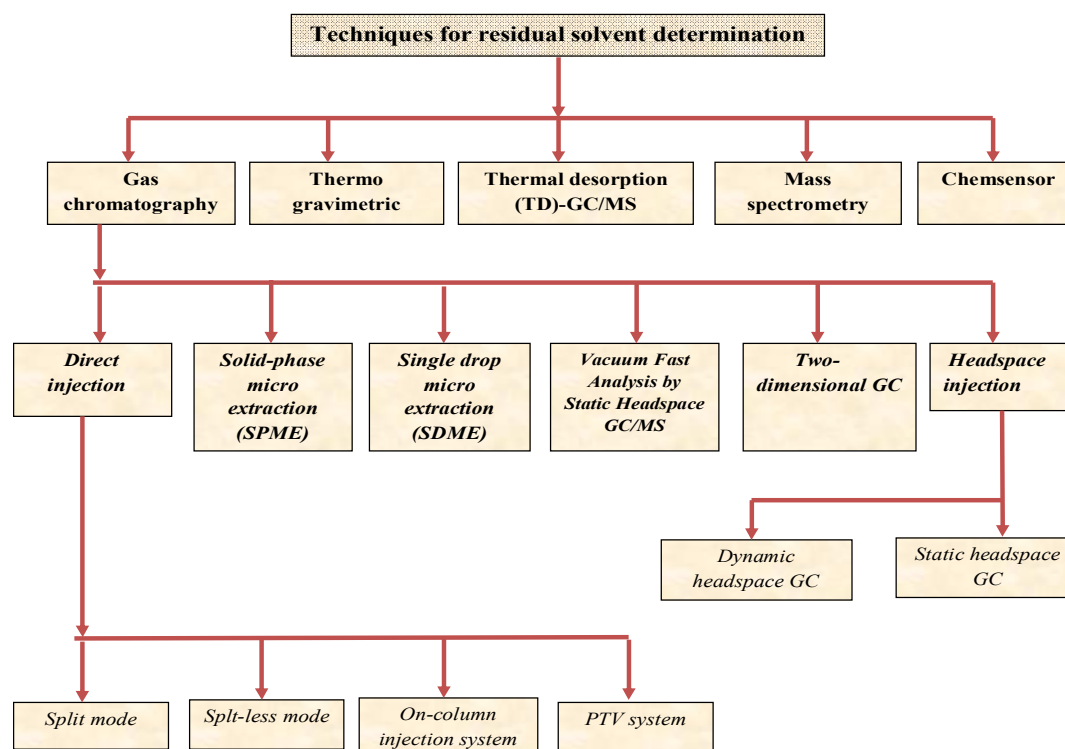 Techniques for residual solvent determination
Gas
chromatography
Thermo
gravimetric
Thermal desorption
(TD)-GC/MS
Mass
spectrometry
Chemsensor
Direct
injection
Solid-phase
micro
extraction
(SPME)
Single drop
micro
extraction
(SDME)
Vacuum Fast
Analysis by
Static Headspace
GC/MS
Two-
dimensional GC
Headspace
injection
Dynamic
headspace GC
Static headspace
GC
Split mode
Splt-less mode
On-column
injection system
PTV system